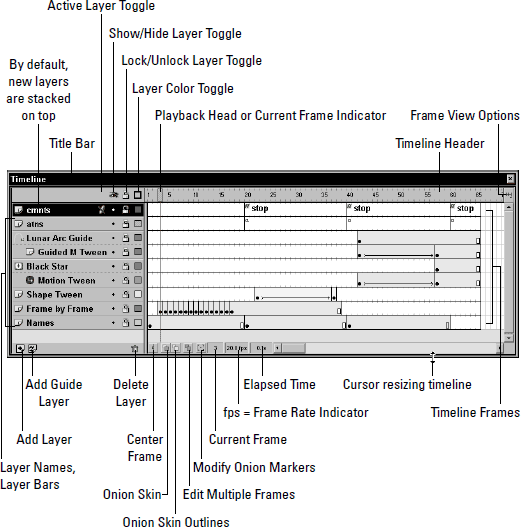 Active Layer Toggle
Show/Hide Layer Toggle
Lock/Unlock Layer Toggle
By default,
new layers
are stacked
on top
Layer Color Toggle
Playback Head or Current Frame Indicator
Frame View Options
Title Bar
Timeline Header
Timeline
1 5 10 15 20 25 30 35 40 45 50 55 60 65
cmnts
stop stop stop
atns
Lunar Arc Guide
Guided M Tween
Black Star
Motion Tween
Shape Tween
Frame by Frame
Names
3 20.0 fps 0.1s
Add Guide
Layer
Delete
Layer
Elapsed Time
Cursor resizing timeline
fps = Frame Rate Indicator
Timeline Frames
Add Layer
Center
Frame
Current Frame
Layer Names,
Layer Bars
Modify Onion Markers
Onion Skin
Edit Multiple Frames
Onion Skin Outlines